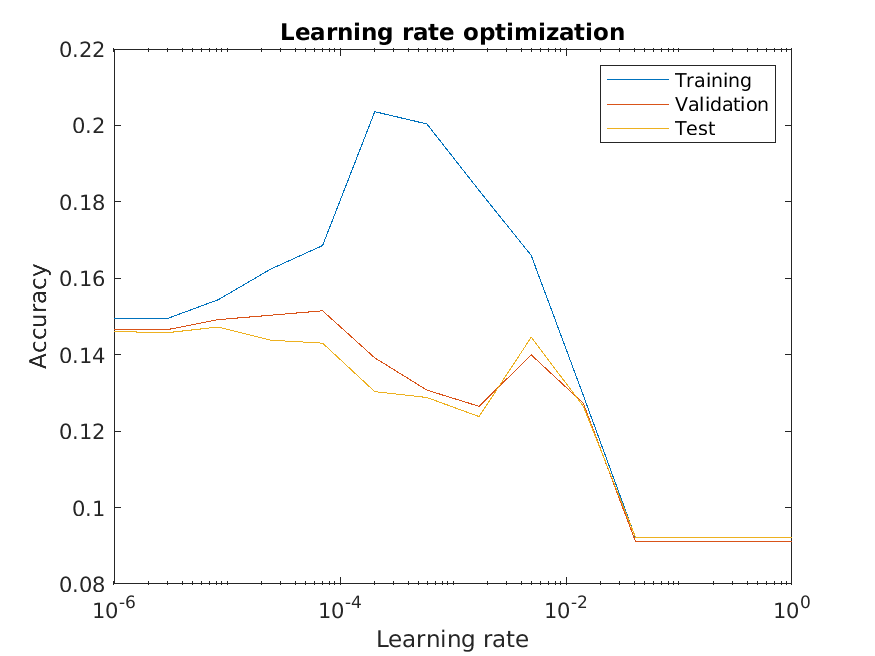 Learning rate optimization
0.22
0.2
0.18
0.16
0.14
0.12
0.1
0.08
Accuracy
Training
Validation
Test
10^-6 10^-4 10^-2 10^0
Learning rate